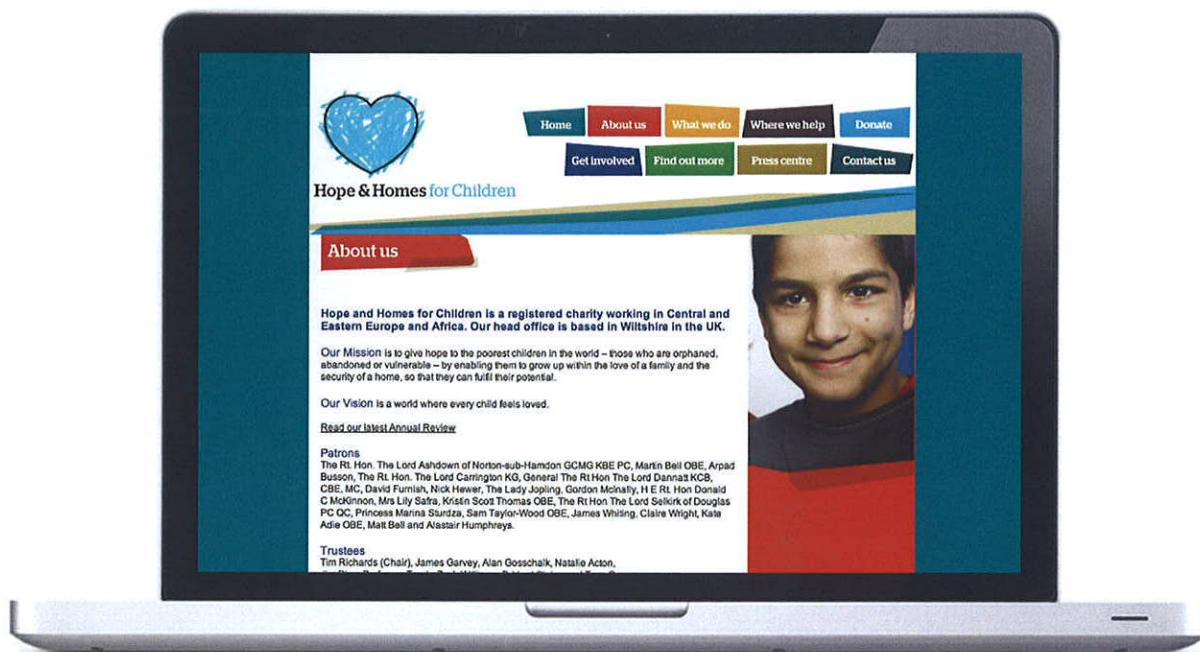 Home About us What we do Where we help Donate
Get involved Find out more Press centre Contact us
Hope & Homes for Children
About us
Hope and Homes for Children is a registered charity working in Central and
Eastern Europe and Africa. Our head office is based in Wiltshire in the UK.
Our Mission is to give hope to the poorest children in the world – those who are orphaned,
abandoned or vulnerable – by enabling them to grow up within the love of a family and the
security of a home, so that they can fulfil their potential.
Our Vision is a world where every child feels loved.
Read our latest Annual Review
Patrons
The Rt. Hon. The Lord Ashdown of Norton-sub-Hamdon GCMG KBE PC, Martin Bell OBE, Arpad
Busson, The Rt. Hon. The Lord Carrington KG, General The Rt Hon The Lord Dannatt KCB,
CBE, MC, David Furnish, Nick Hewer, The Lady Jopling, Gordon McInally, H E Rt. Hon Donald
C McKinnon, Mrs Lily Safra, Kristin Scott Thomas OBE, The Rt Hon The Lord Selkirk of Douglas
PC QC, Princess Marina Sturdza, Sam Taylor-Wood OBE, James Whiting, Claire Wright, Kate
Adie OBE, Matt Bell and Alastair Humphreys.
Trustees
Tim Richards (Chair), James Garvey, Alan Gosschalk, Natalie Acton,